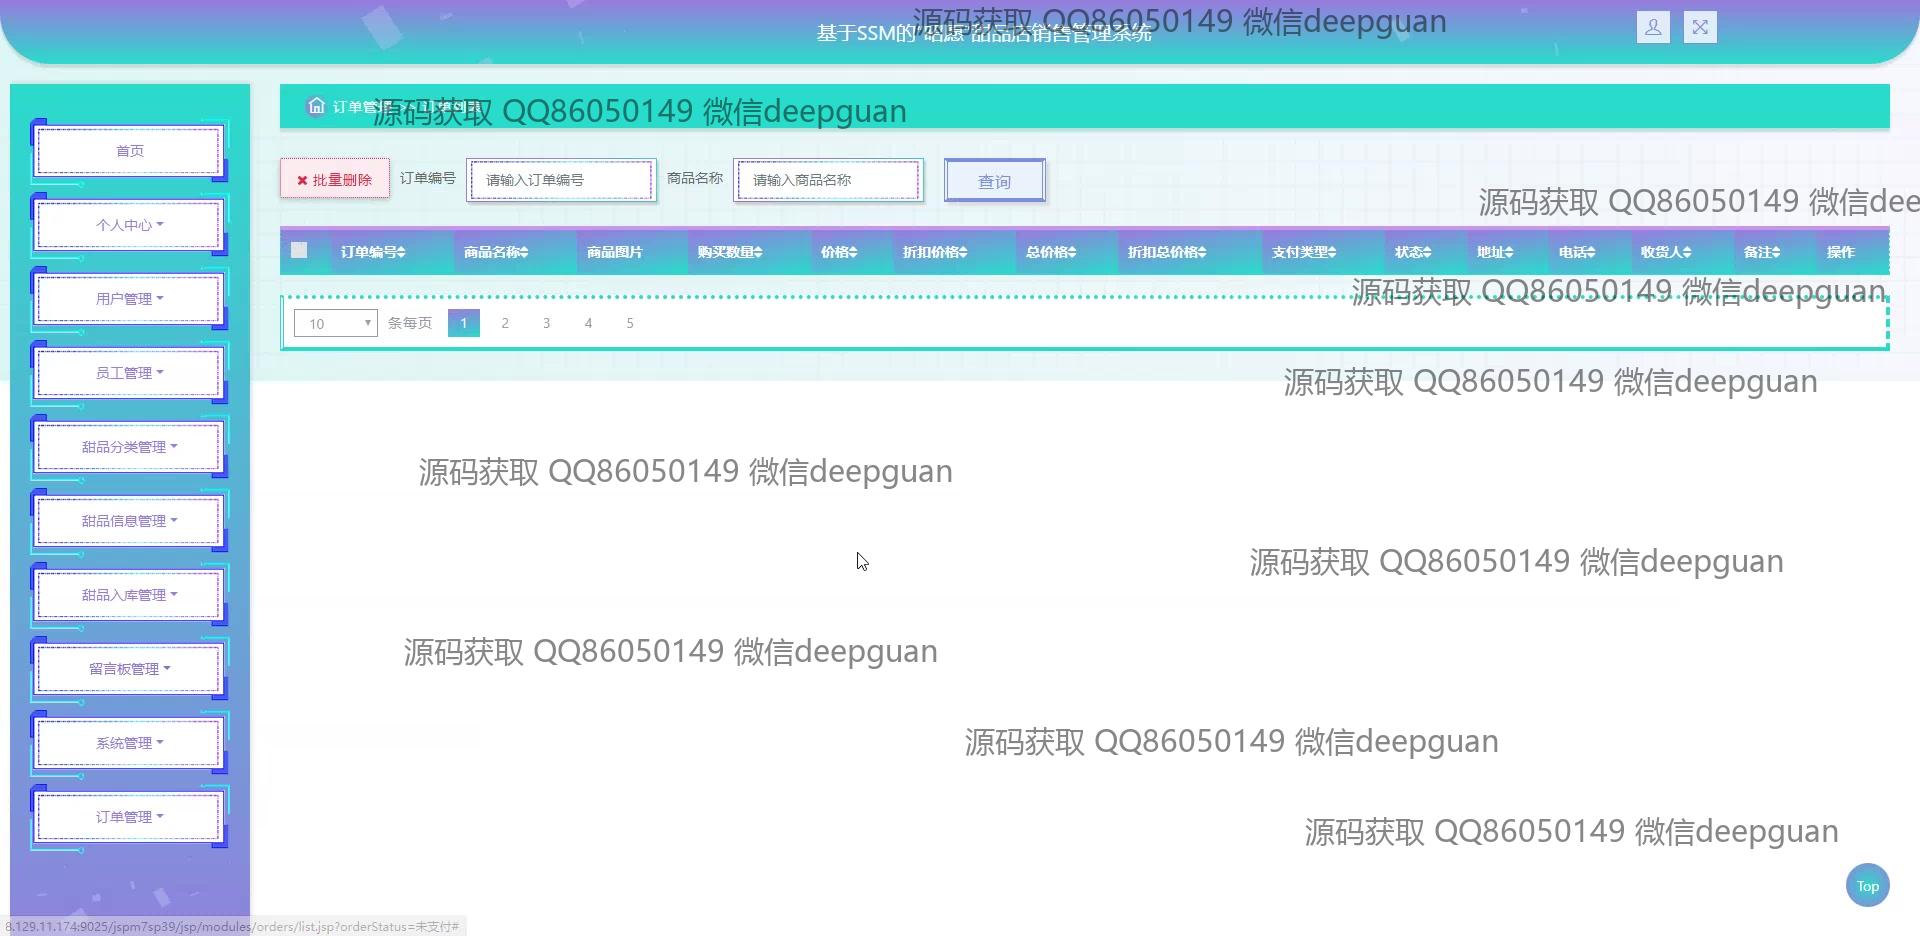 基于SSM的"昭愿"甜品店销售管理系统
源码获取 QQ86050149 微信deepguan
订单管理
源码获取 QQ86050149 微信deepguan
首页
个人中心
用户管理
员工管理
甜品分类管理
甜品信息管理
甜品入库管理
留言板管理
系统管理
订单管理
批量删除 订单编号 请输入订单编号 商品名称 请输入商品名称 查询
源码获取 QQ86050149 微信dee
订单编号 商品名称 商品图片 购买数量 价格 折扣价格 总价格 折扣总价格 支付类型 状态 地址 电话 收货人 备注 操作
源码获取 QQ86050149 微信deepguan
10 条每页 1 2 3 4 5
源码获取 QQ86050149 微信deepguan
源码获取 QQ86050149 微信deepguan
源码获取 QQ86050149 微信deepguan
源码获取 QQ86050149 微信deepguan
源码获取 QQ86050149 微信deepguan
源码获取 QQ86050149 微信deepguan
Top
8.129.11.174:9025/jspm7sp39/jsp/modules/orders/list.jsp?orderStatus=未支付#